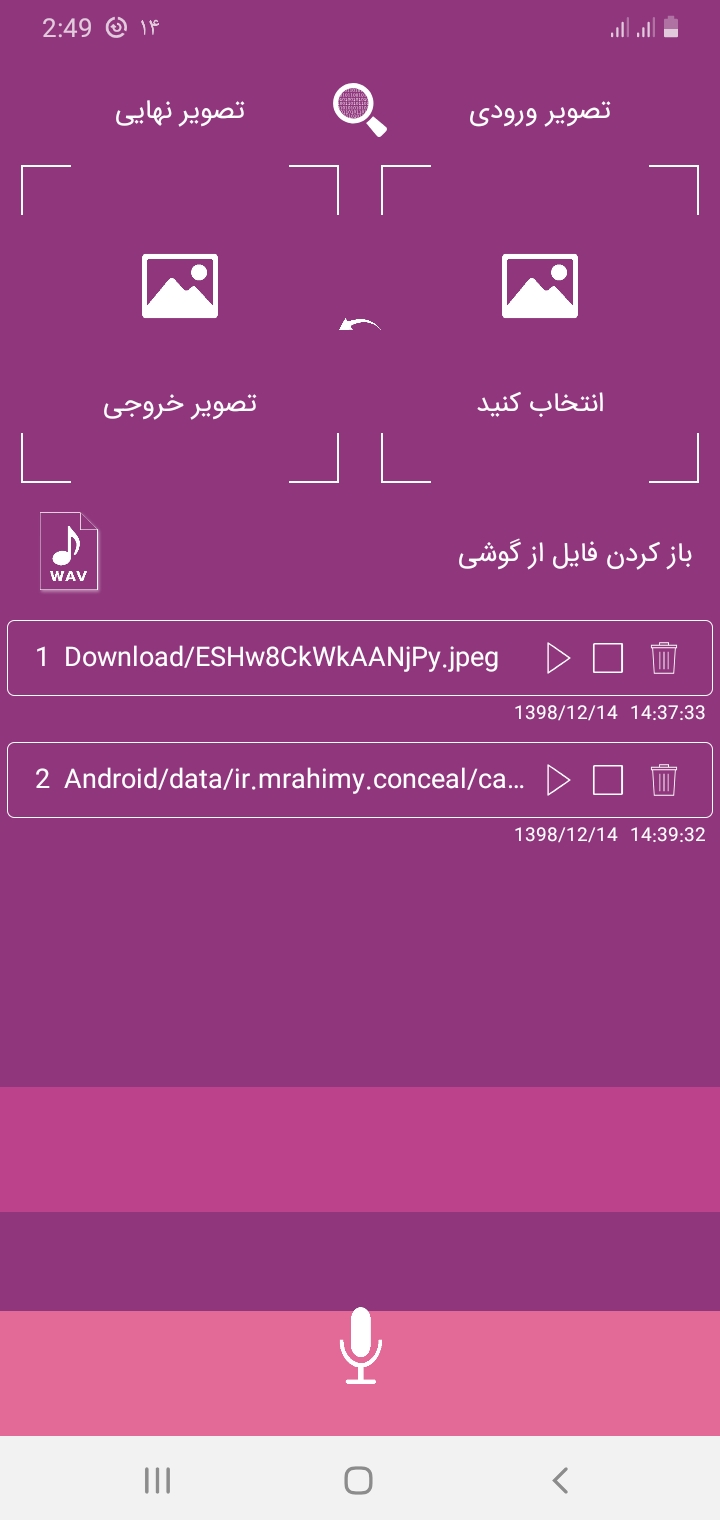 2:49 ۱۴
تصویر ورودی
تصویر نهایی
انتخاب کنید
تصویر خروجی
باز کردن فایل از گوشی
WAV
1 Download/ESHw8CkWkAANjPy.jpeg
1398/12/14 14:37:33
2 Android/data/ir.mrahimy.conceal/ca...
1398/12/14 14:39:32